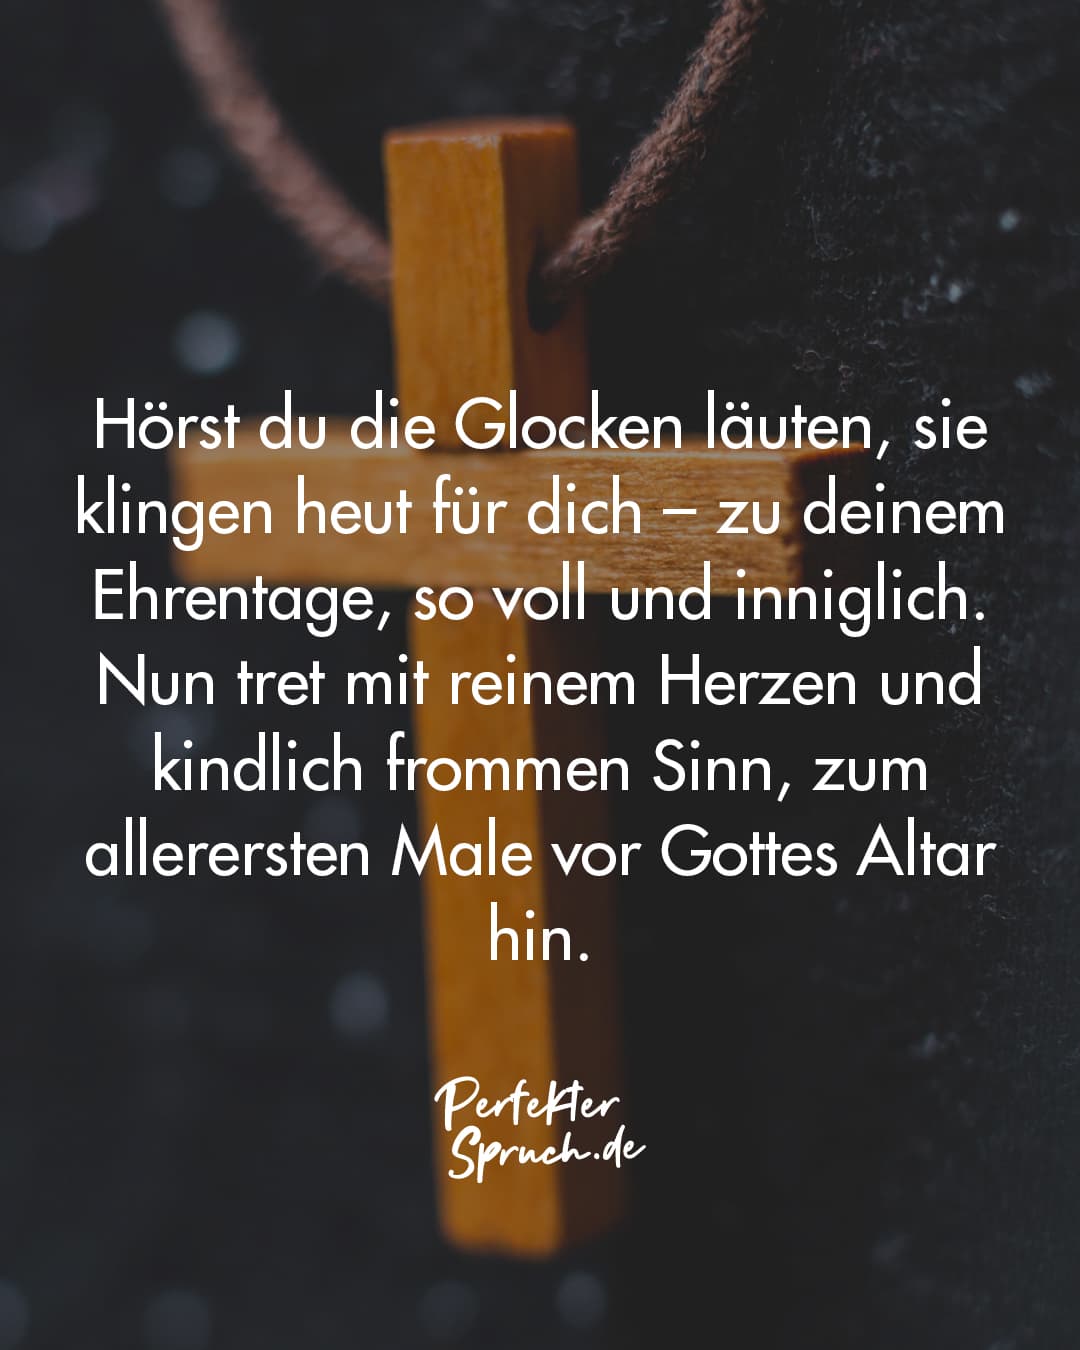 Hörst du die Glocken läuten, sie
klingen heut für dich – zu deinem
Ehrentage, so voll und inniglich.
Nun tret mit reinem Herzen und
kindlich frommen Sinn, zum
allerersten Male vor Gottes Altar
hin.
Perfekter
Spruch.de